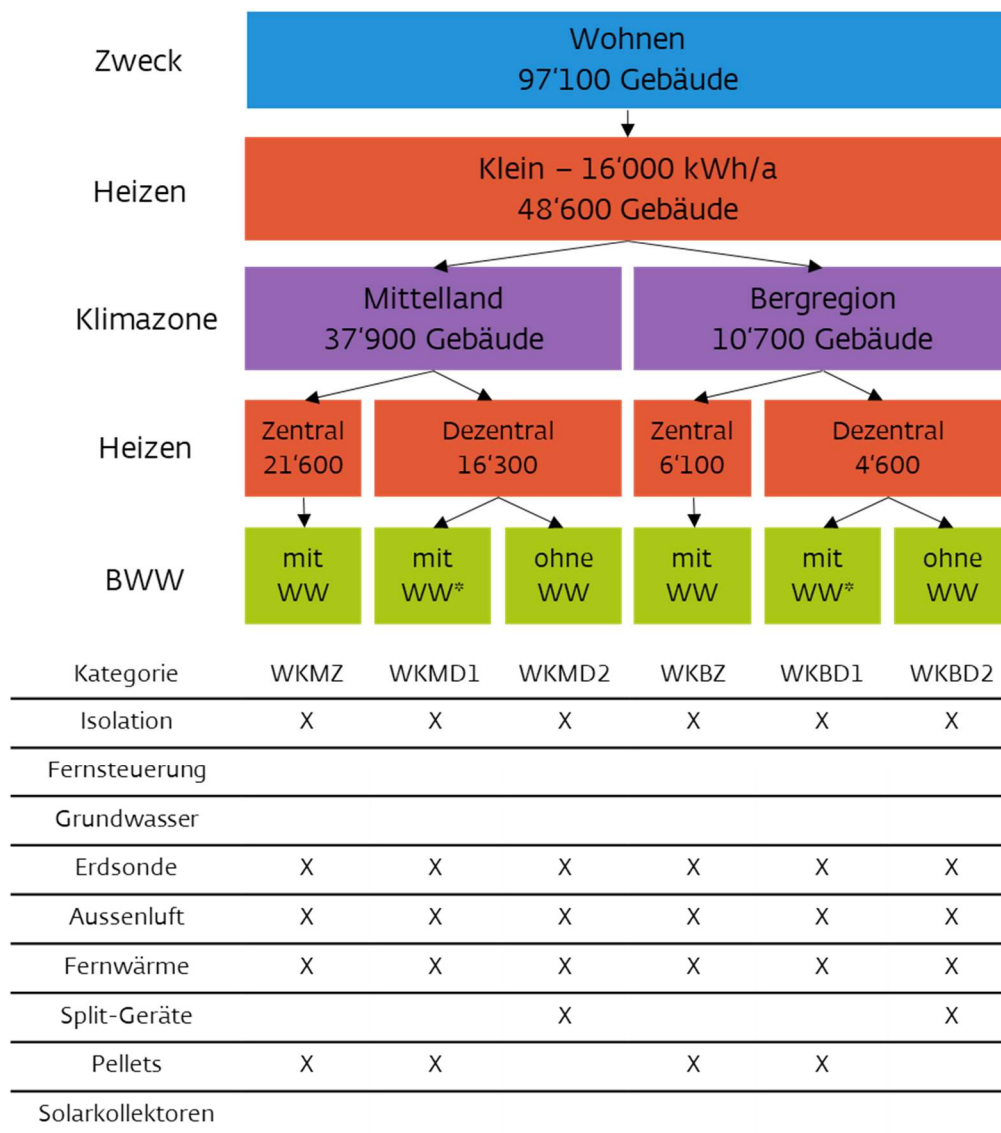 Zweck
Wohnen
97‘100 Gebäude
Heizen
Klein – 16‘000 kWh/a
48‘600 Gebäude
Klimazone
Mittelland
37‘900 Gebäude
Bergregion
10‘700 Gebäude
Heizen
Zentral
21‘600
Dezentral
16‘300
Zentral
6‘100
Dezentral
4‘600
BWW
mit
WW
mit
WW*
ohne
WW
mit
WW
mit
WW*
ohne
WW
Kategorie WKMZ WKMD1 WKMD2 WKBZ WKBD1 WKBD2
Isolation X X X X X X
Fernsteuerung
Grundwasser
Erdsonde X X X X X X
Aussenluft X X X X X X
Fernwärme X X X X X X
Split-Geräte X X
Pellets X X X X
Solarkollektoren